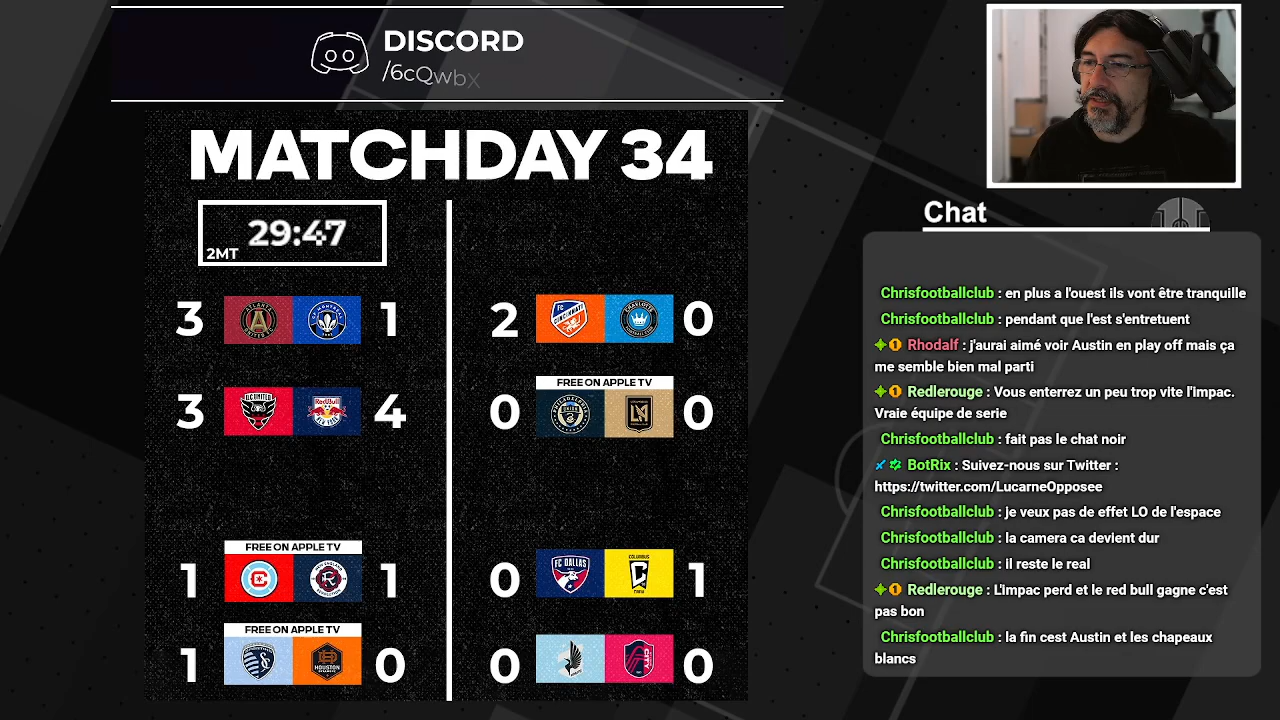 DISCORD
/6cQwbx
MATCHDAY 34
29:47
2MT
3 1
2 0
3 4
FREE ON APPLE TV
0 0
FREE ON APPLE TV
1 1
0 1
FREE ON APPLE TV
1 0
0 0
Chat
Chrisfootballclub : en plus a l'ouest ils vont être tranquille
Chrisfootballclub : pendant que l'est s'entretuent
Rhodalf : j'aurai aimé voir Austin en play off mais ça
me semble bien mal parti
Redlerouge : Vous enterrez un peu trop vite l'Impac.
Vraie équipe de serie
Chrisfootballclub : fait pas le chat noir
BotRix : Suivez-nous sur Twitter :
https://twitter.com/LucarneOpposee
Chrisfootballclub : je veux pas de effet LO de l'espace
Chrisfootballclub : la camera ca devient dur
Chrisfootballclub : il reste le real
Redlerouge : L'impac perd et le red bull gagne c'est
pas bon
Chrisfootballclub : la fin cest Austin et les chapeaux
blancs